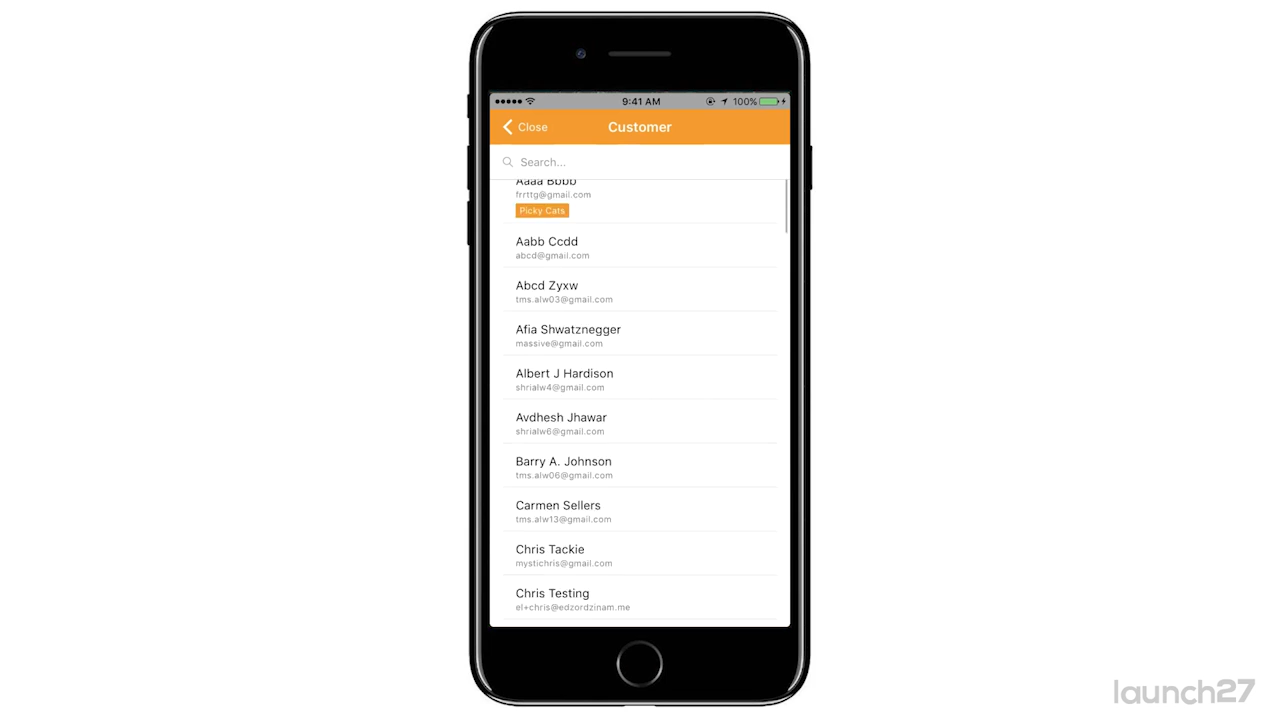 9:41 AM 100%
Close Customer
Search...
Aaaa Bbbb
frrttg@gmail.com
Picky Cats
Aabb Ccdd
abcd@gmail.com
Abcd Zyxw
tms.alw03@gmail.com
Afia Shwatznegger
massive@gmail.com
Albert J Hardison
shrialw4@gmail.com
Avdhesh Jhawar
shrialw6@gmail.com
Barry A. Johnson
tms.alw06@gmail.com
Carmen Sellers
tms.alw13@gmail.com
Chris Tackie
mystichris@gmail.com
Chris Testing
el+chris@edzordzinam.me
launch27